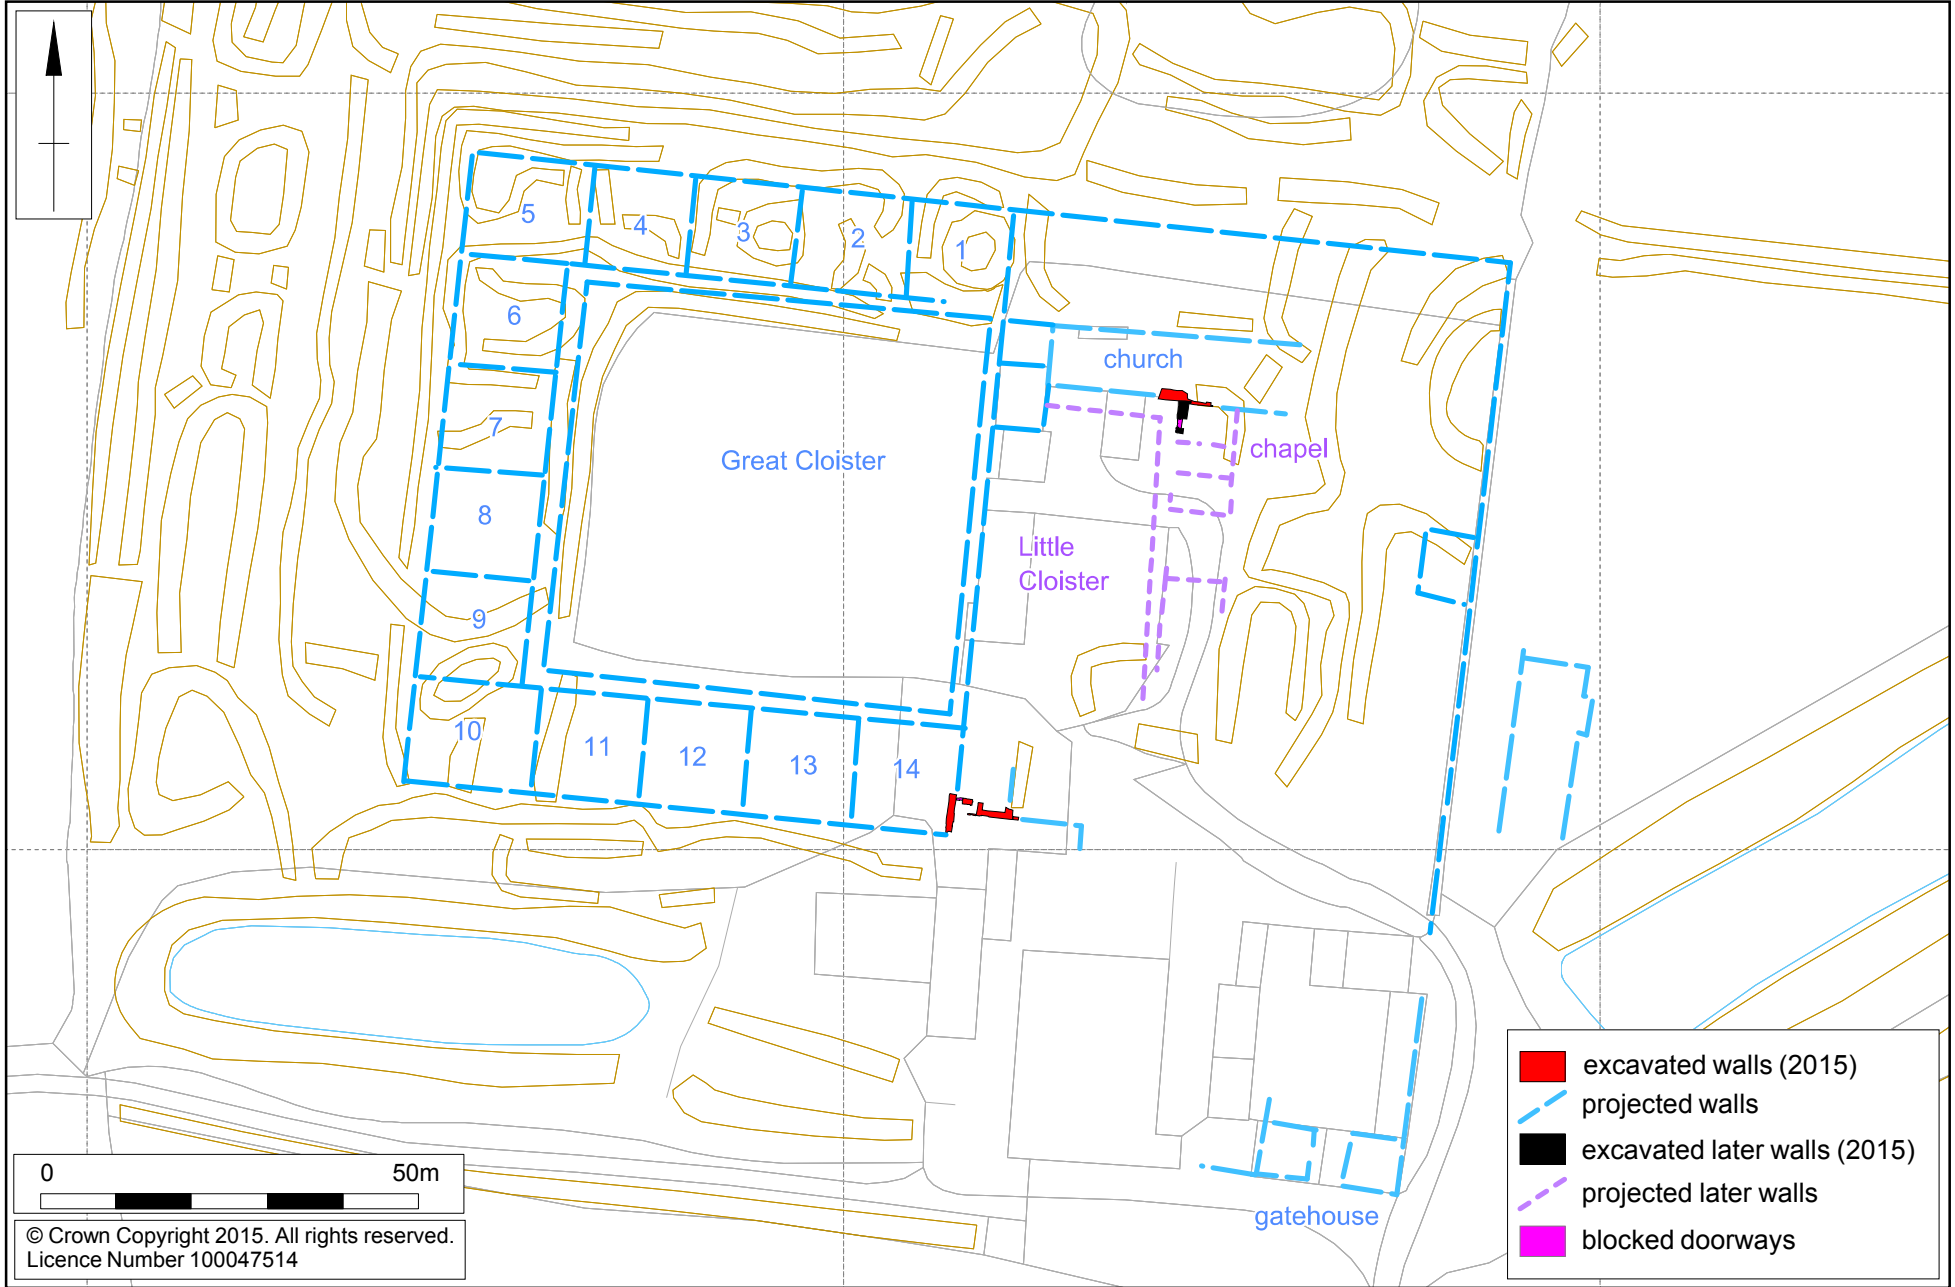 5
4
3
2
1
6
church
7
chapel
Great Cloister
8
Little
Cloister
9
10
11
12
13
14
excavated walls (2015)
projected walls
excavated later walls (2015)
projected later walls
blocked doorways
0 50m
gatehouse
© Crown Copyright 2015. All rights reserved.
Licence Number 100047514